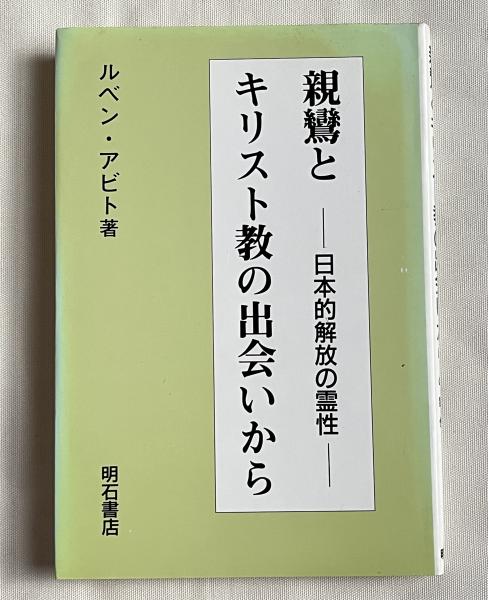 親鸞と
キリスト教の出会いから
―日本的解放の霊性―
ルベン・アビト著
明石書店